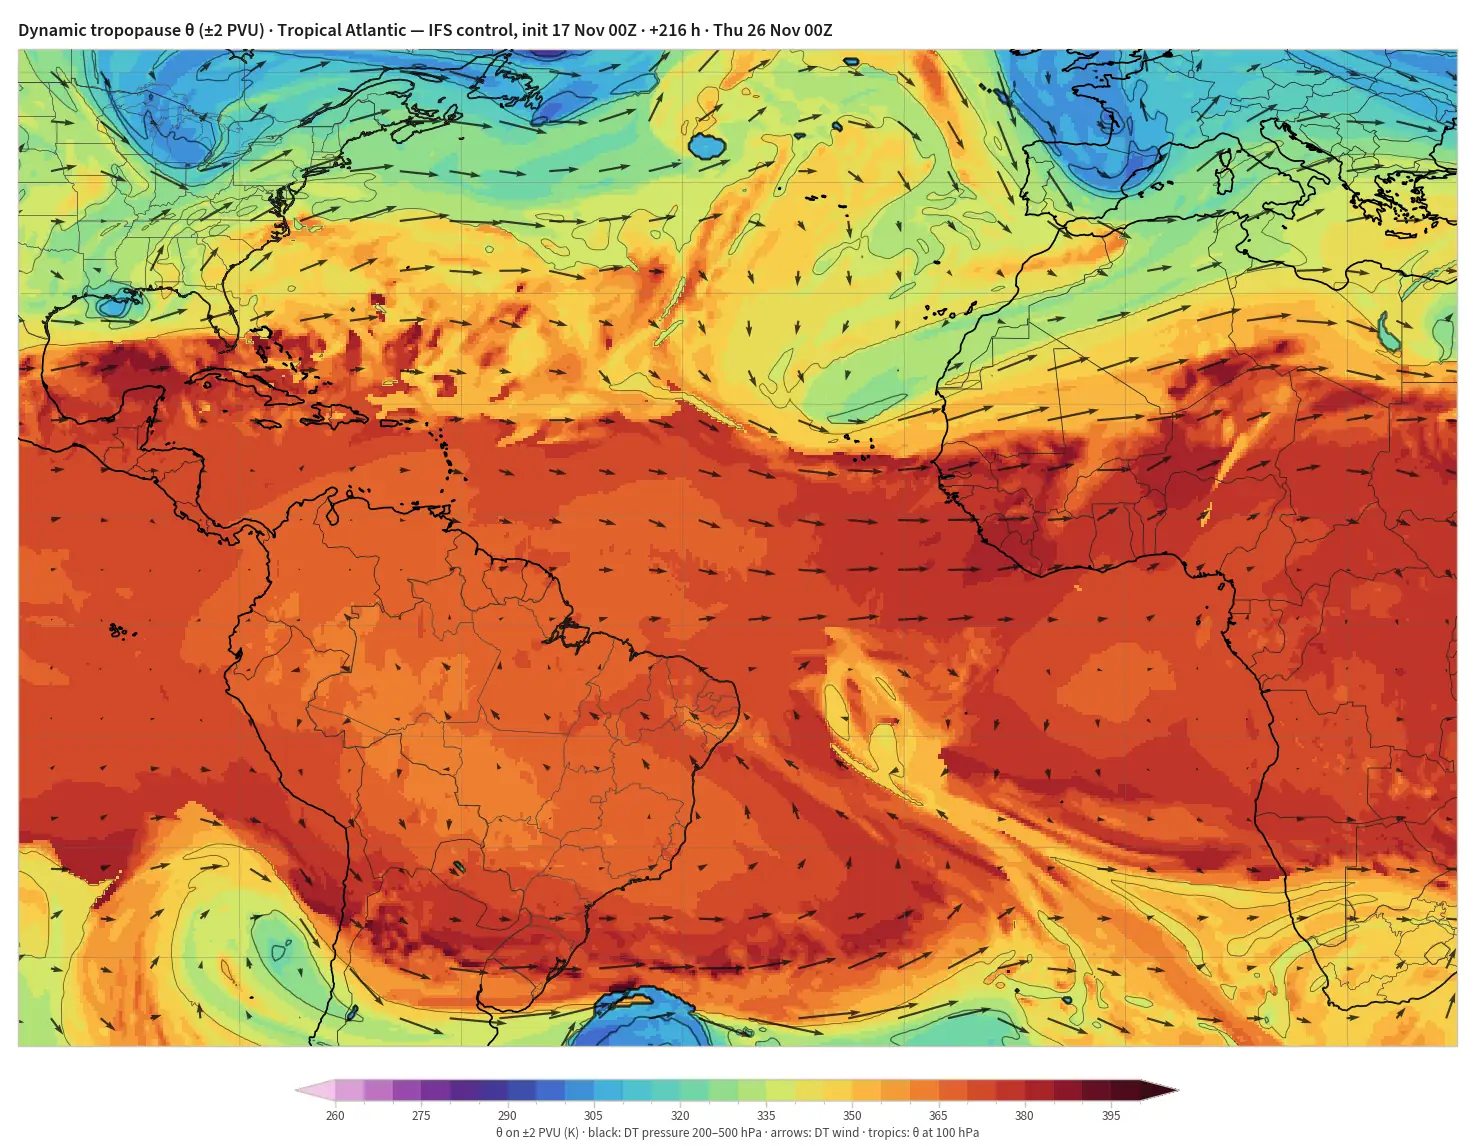 Dynamic tropopause θ (±2 PVU) · Tropical Atlantic — IFS control, init 17 Nov 00Z · +216 h · Thu 26 Nov 00Z
260 275 290 305 320 335 350 365 380 395
θ on ±2 PVU (K) · black: DT pressure 200–500 hPa · arrows: DT wind · tropics: θ at 100 hPa